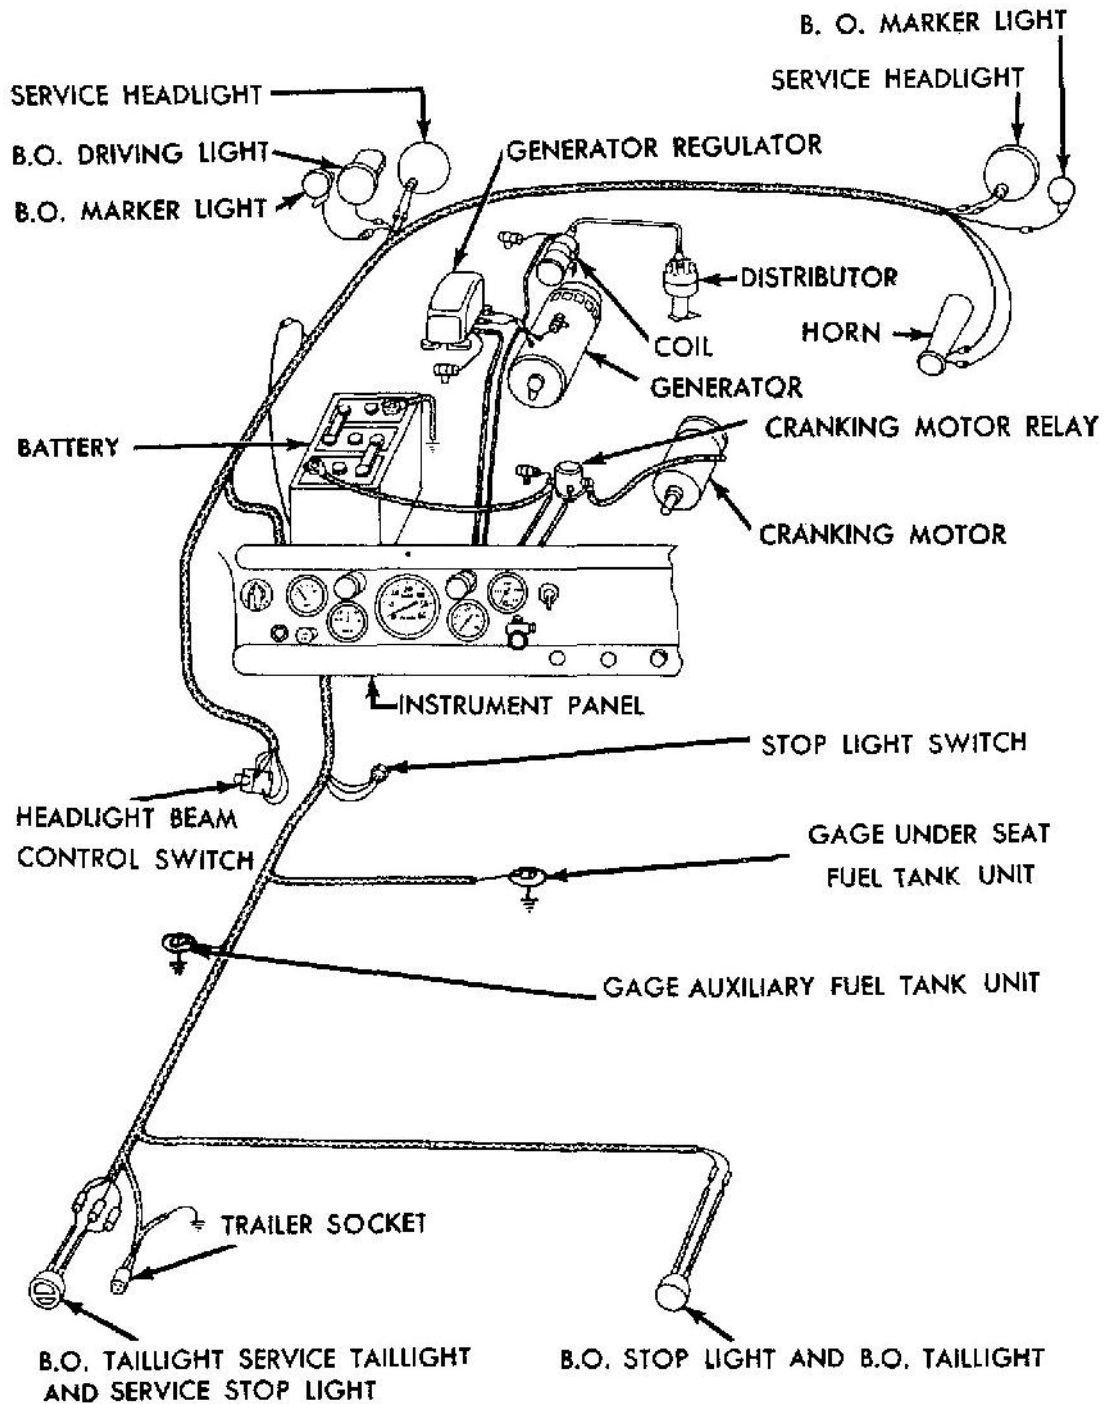 B. O. MARKER LIGHT
SERVICE HEADLIGHT
SERVICE HEADLIGHT
B.O. DRIVING LIGHT
GENERATOR REGULATOR
B.O. MARKER LIGHT
DISTRIBUTOR
HORN
COIL
GENERATOR
CRANKING MOTOR RELAY
BATTERY
CRANKING MOTOR
INSTRUMENT PANEL
STOP LIGHT SWITCH
HEADLIGHT BEAM
CONTROL SWITCH
GAGE UNDER SEAT
FUEL TANK UNIT
GAGE AUXILIARY FUEL TANK UNIT
TRAILER SOCKET
B.O. TAILLIGHT SERVICE TAILLIGHT
AND SERVICE STOP LIGHT
B.O. STOP LIGHT AND B.O. TAILLIGHT